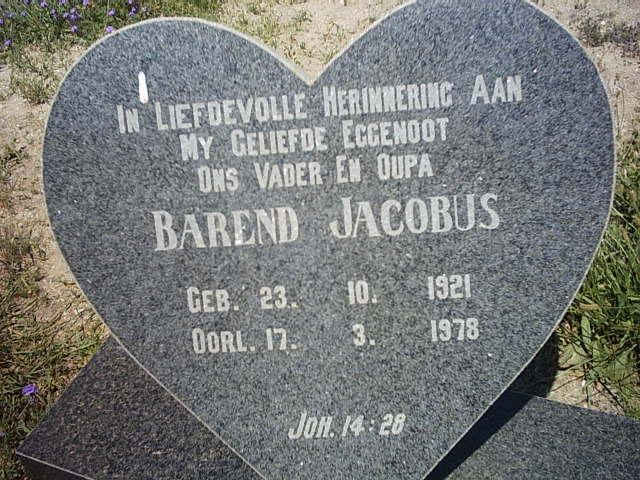 In Liefdevolle Herinnering Aan
My Geliefde Eggenoot
Ons Vader En Oupa
BAREND JACOBUS
Geb. 23. 10. 1921
Oorl. 17. 3. 1978
Joh. 14:28